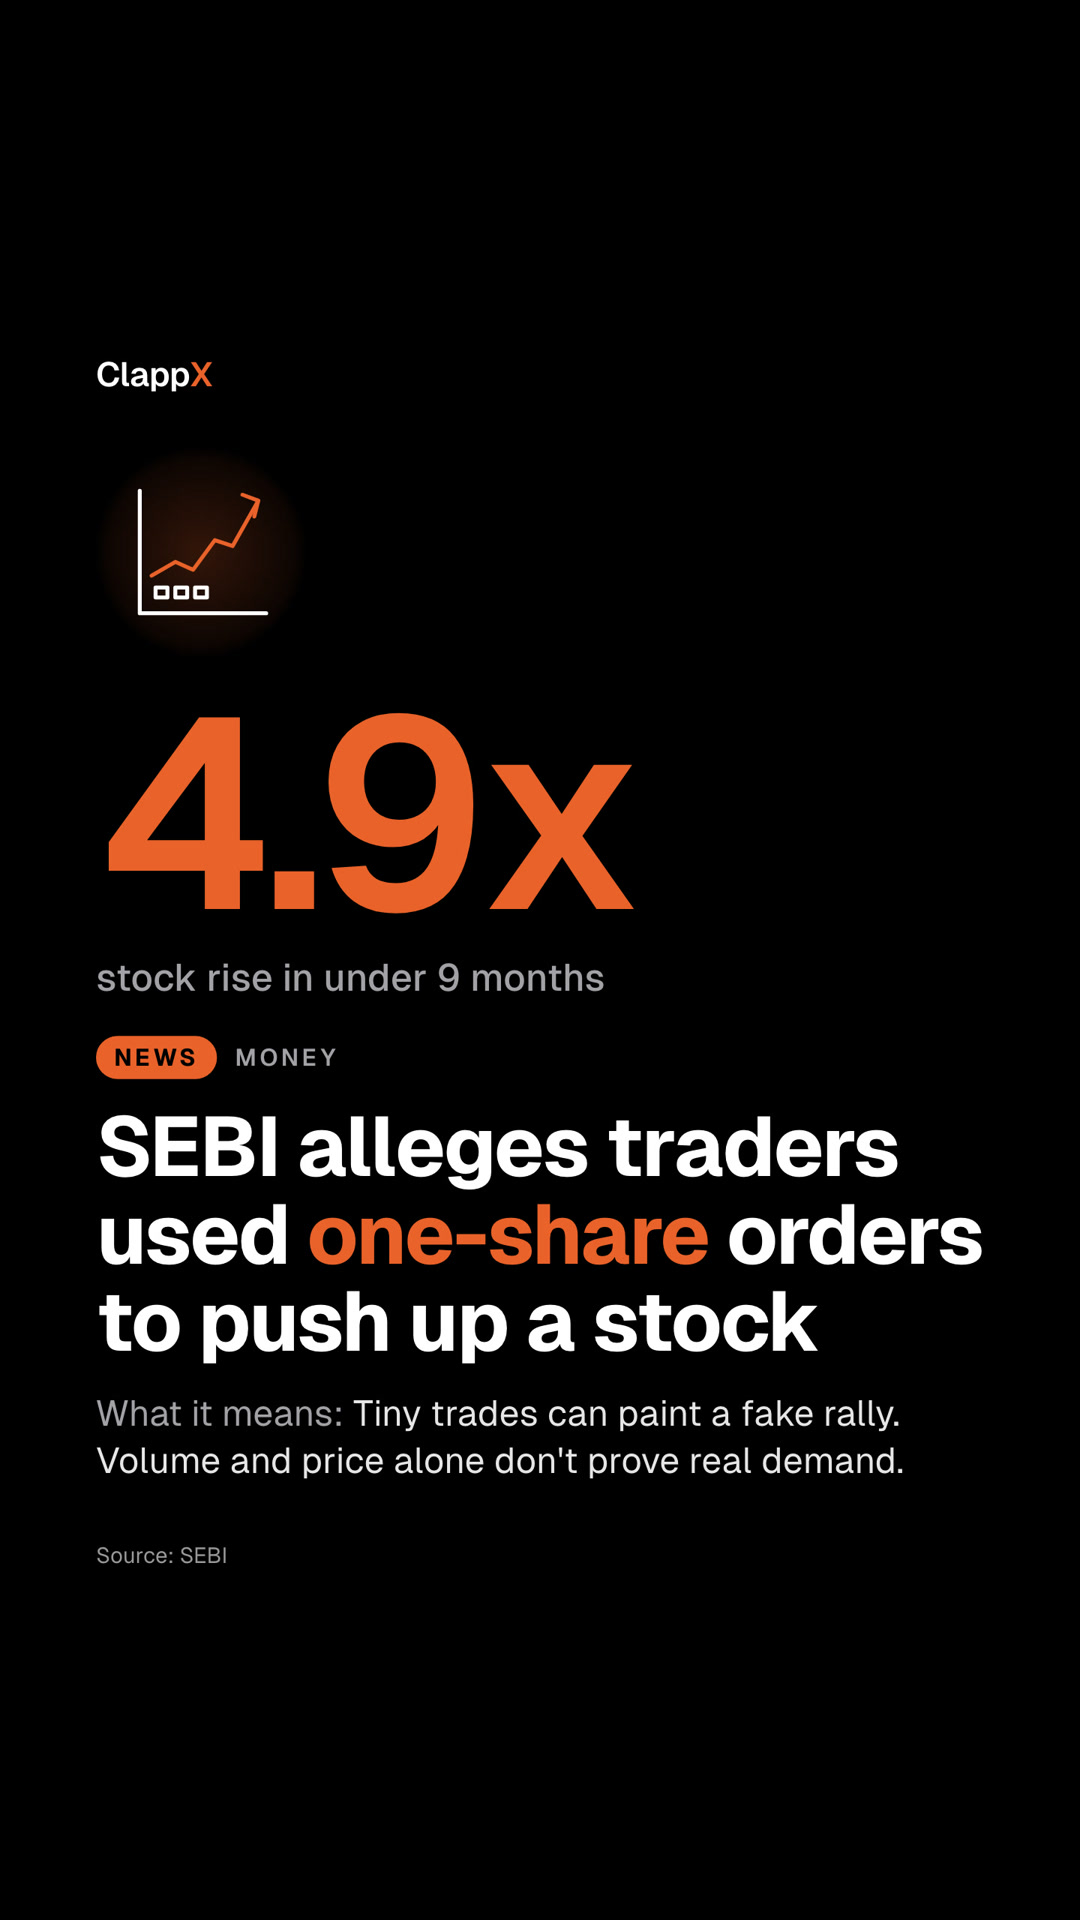 ClappX
4.9x
stock rise in under 9 months
NEWS MONEY
SEBI alleges traders
used one-share orders
to push up a stock
What it means: Tiny trades can paint a fake rally.
Volume and price alone don't prove real demand.
Source: SEBI